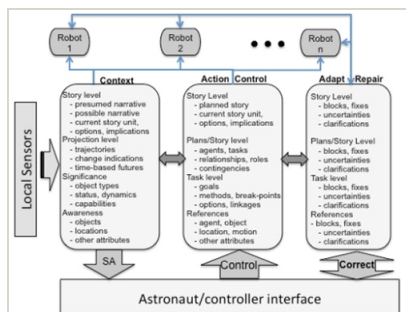 Robot
1
Robot
2
Robot
n
Context
Story level
- presumed narrative
- possible narrative
- current story unit,
- options, implications
Projection level
- trajectories
- change indications
- time-based futures
Significance
- object types
- status, dynamics
- capabilities
Awareness
- objects
- locations
- other attributes
Action Control
Story Level
- planned story
- current story unit,
- options, implications
Plans/Story level
- agents, tasks
- relationships, roles
- contingencies
Task level
- goals
- methods, break-points
- options, linkages
References
- agent, object
- location, motion
- other attributes
Adapt Repair
Story Level
- blocks, fixes
- uncertainties
- clarifications
Plans/Story Level
- blocks, fixes
- uncertainties
- clarifications
Task level
- blocks, fixes
- uncertainties
- clarifications
References
- blocks, fixes
- uncertainties
- clarifications
Local Sensors
SA
Control
Correct
Astronaut/controller interface